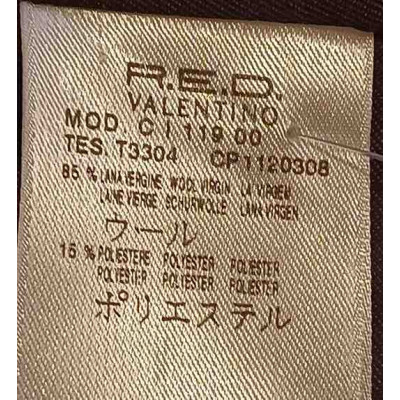 R.E.D.
VALENTINO
MOD. C I 119 00
TES. T3304 CP1120308
85 % LANA VERGINE WOOL VIRGIN LA VIRGEN
LAINE VIERGE SCHURWOLLE LANA VIRGEN
ウール
15 % POLIESTERE POLYESTER POLIESTER
POLYESTER POLYESTER POLIESTER
ポリエステル